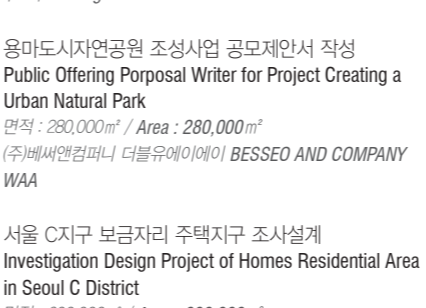 용마도시자연공원 조성사업 공모제안서 작성
Public Offering Porposal Writer for Project Creating a
Urban Natural Park
면적 : 280,000㎡ / Area : 280,000㎡
(주)베써앤컴퍼니 더블유에이에이 BESSEO AND COMPANY
WAA
서울 C지구 보금자리 주택지구 조사설계
Investigation Design Project of Homes Residential Area
in Seoul C District